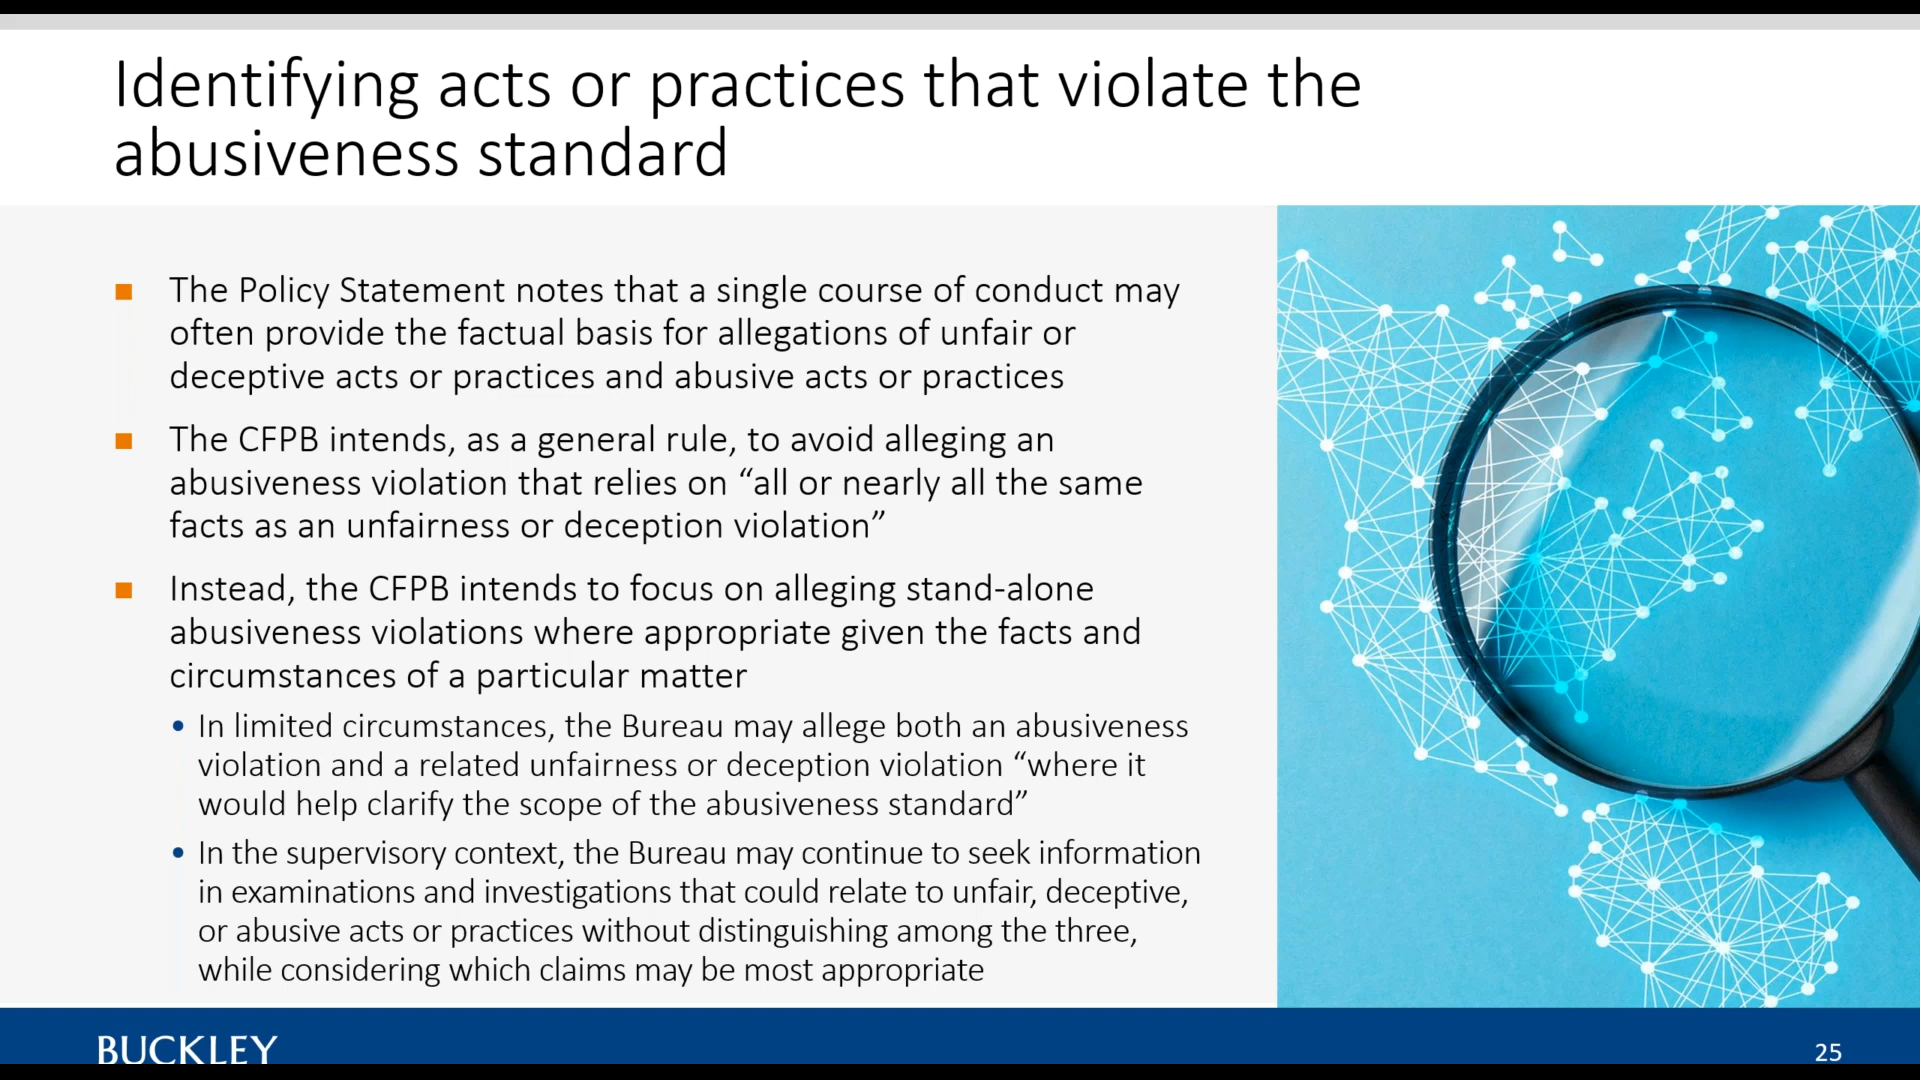 Identifying acts or practices that violate the
abusiveness standard
The Policy Statement notes that a single course of conduct may
often provide the factual basis for allegations of unfair or
deceptive acts or practices and abusive acts or practices
The CFPB intends, as a general rule, to avoid alleging an
abusiveness violation that relies on “all or nearly all the same
facts as an unfairness or deception violation”
Instead, the CFPB intends to focus on alleging stand-alone
abusiveness violations where appropriate given the facts and
circumstances of a particular matter
• In limited circumstances, the Bureau may allege both an abusiveness
violation and a related unfairness or deception violation “where it
would help clarify the scope of the abusiveness standard”
• In the supervisory context, the Bureau may continue to seek information
in examinations and investigations that could relate to unfair, deceptive,
or abusive acts or practices without distinguishing among the three,
while considering which claims may be most appropriate
BUCKLEY
25